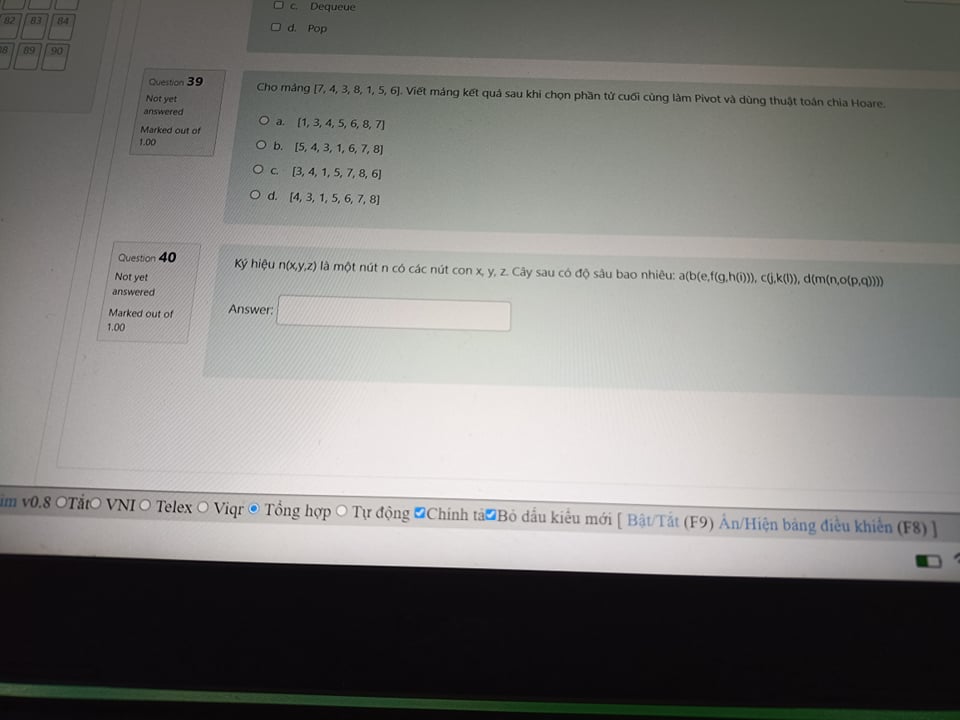 82 83 84
c. Dequeue
d. Pop
89 90
Question 39
Not yet
answered
Marked out of
1.00
Cho mảng [7, 4, 3, 8, 1, 5, 6]. Viết mảng kết quả sau khi chọn phần tử cuối cùng làm Pivot và dùng thuật toán chia Hoare.
a. [1, 3, 4, 5, 6, 8, 7]
b. [5, 4, 3, 1, 6, 7, 8]
c. [3, 4, 1, 5, 7, 8, 6]
d. [4, 3, 1, 5, 6, 7, 8]
Question 40
Not yet
answered
Marked out of
1.00
Ký hiệu n(x,y,z) là một nút n có các nút con x, y, z. Cây sau có độ sâu bao nhiêu: a(b(e,f(g,h(i))), c(j,k(l)), d(m(n,o(p,q))))
Answer:
v0.8 Tắt VNI Telex Viqr Tổng hợp Tự động Chính tả Bỏ dấu kiểu mới [ Bật/Tắt (F9) Ẩn/Hiện bảng điều khiển (F8) ]